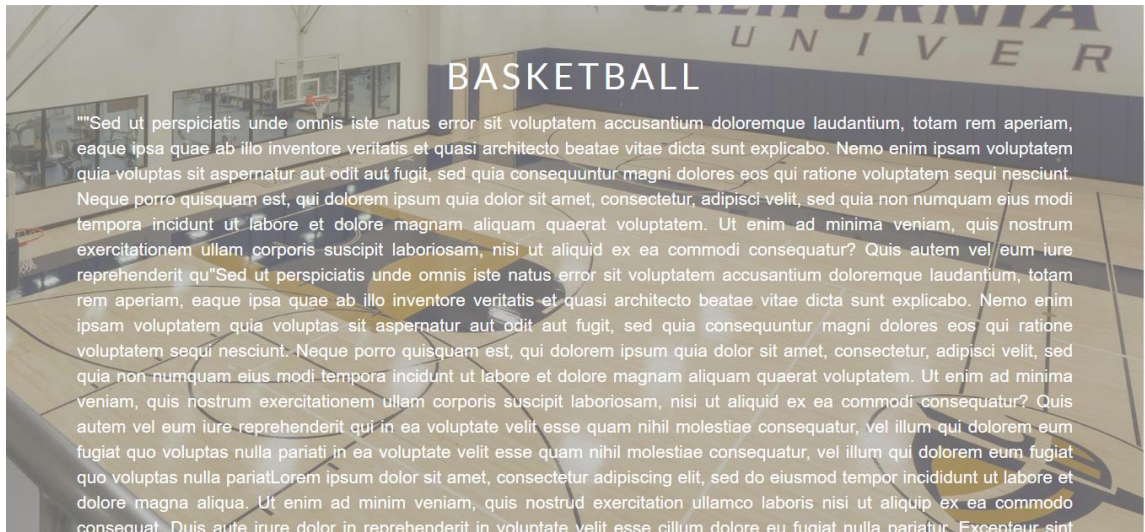 CALIFORNIA
UNIVER
BASKETBALL
""Sed ut perspiciatis unde omnis iste natus error sit voluptatem accusantium doloremque laudantium, totam rem aperiam,
eaque ipsa quae ab illo inventore veritatis et quasi architecto beatae vitae dicta sunt explicabo. Nemo enim ipsam voluptatem
quia voluptas sit aspernatur aut odit aut fugit, sed quia consequuntur magni dolores eos qui ratione voluptatem sequi nesciunt.
Neque porro quisquam est, qui dolorem ipsum quia dolor sit amet, consectetur, adipisci velit, sed quia non numquam eius modi
tempora incidunt ut labore et dolore magnam aliquam quaerat voluptatem. Ut enim ad minima veniam, quis nostrum
exercitationem ullam corporis suscipit laboriosam, nisi ut aliquid ex ea commodi consequatur? Quis autem vel eum iure
reprehenderit qu"Sed ut perspiciatis unde omnis iste natus error sit voluptatem accusantium doloremque laudantium, totam
rem aperiam, eaque ipsa quae ab illo inventore veritatis et quasi architecto beatae vitae dicta sunt explicabo. Nemo enim
ipsam voluptatem quia voluptas sit aspernatur aut odit aut fugit, sed quia consequuntur magni dolores eos qui ratione
voluptatem sequi nesciunt. Neque porro quisquam est, qui dolorem ipsum quia dolor sit amet, consectetur, adipisci velit, sed
quia non numquam eius modi tempora incidunt ut labore et dolore magnam aliquam quaerat voluptatem. Ut enim ad minima
veniam, quis nostrum exercitationem ullam corporis suscipit laboriosam, nisi ut aliquid ex ea commodi consequatur? Quis
autem vel eum iure reprehenderit qui in ea voluptate velit esse quam nihil molestiae consequatur, vel illum qui dolorem eum
fugiat quo voluptas nulla pariati in ea voluptate velit esse quam nihil molestiae consequatur, vel illum qui dolorem eum fugiat
quo voluptas nulla pariatLorem ipsum dolor sit amet, consectetur adipiscing elit, sed do eiusmod tempor incididunt ut labore et
dolore magna aliqua. Ut enim ad minim veniam, quis nostrud exercitation ullamco laboris nisi ut aliquip ex ea commodo
consequat. Duis aute irure dolor in reprehenderit in voluptate velit esse cillum dolore eu fugiat nulla pariatur. Excepteur sint